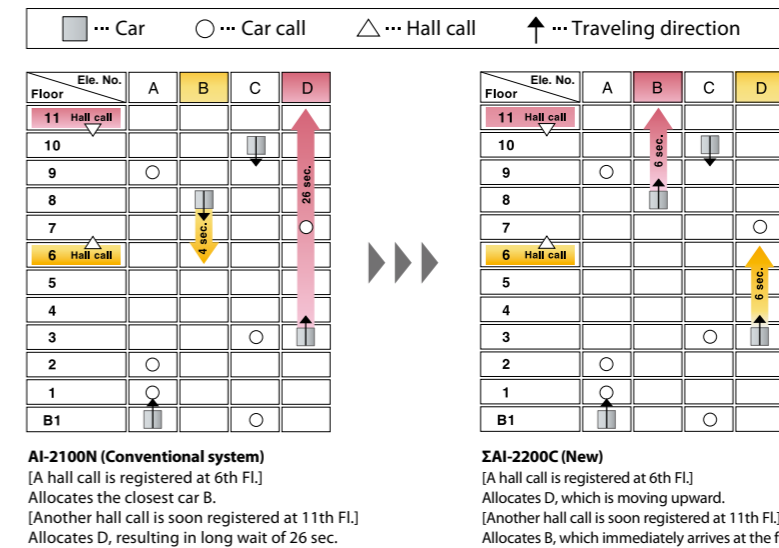 Car
Car call
Hall call
Traveling direction
Ele. No.
Floor
A B C D
11 Hall call
10
9
8
7
6 Hall call
5
4
3
2
1
B1
4 sec.
26 sec.
AI-2100N (Conventional system)
[A hall call is registered at 6th Fl.]
Allocates the closest car B.
[Another hall call is soon registered at 11th Fl.]
Allocates D, resulting in long wait of 26 sec.
Ele. No.
Floor
A B C D
11 Hall call
10
9
8
7
6 Hall call
5
4
3
2
1
B1
6 sec.
6 sec.
ΣAI-2200C (New)
[A hall call is registered at 6th Fl.]
Allocates D, which is moving upward.
[Another hall call is soon registered at 11th Fl.]
Allocates B, which immediately arrives at the